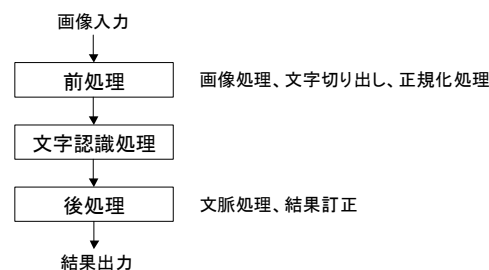 画像入力
前処理 画像処理、文字切り出し、正規化処理
文字認識処理
後処理 文脈処理、結果訂正
結果出力